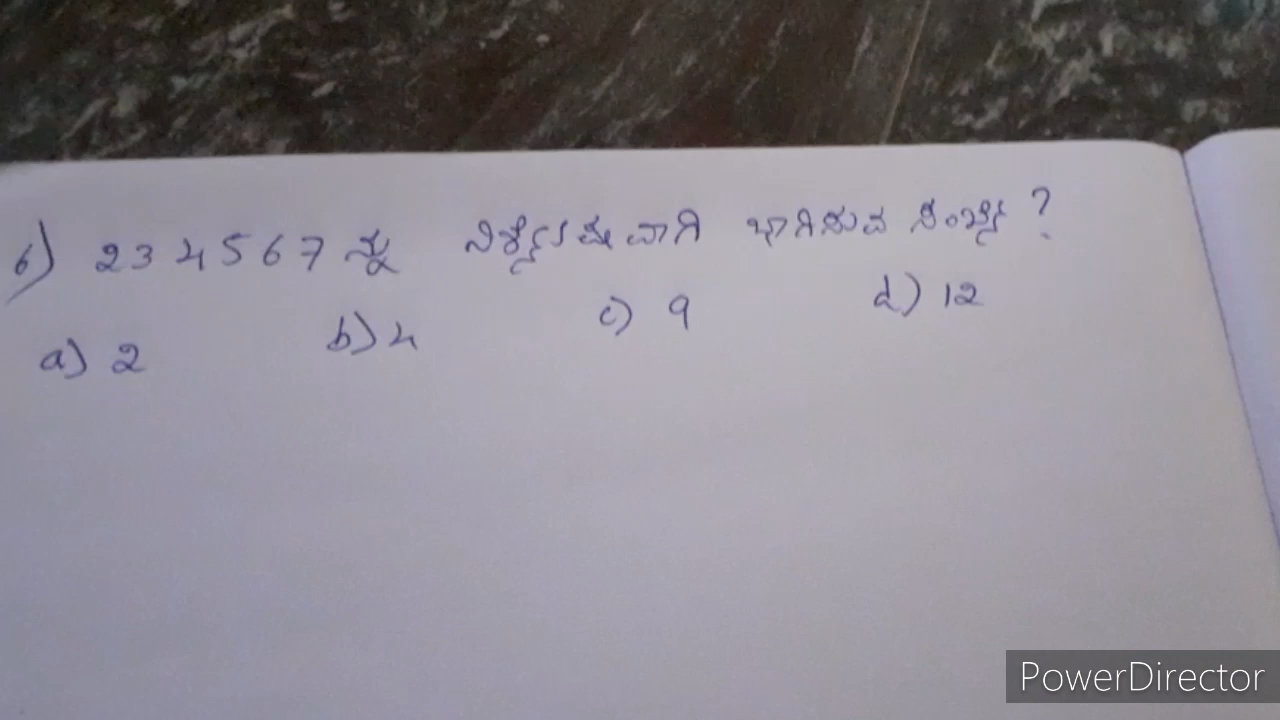 6) 234567 ನ್ನು ನಿಶ್ಶೇಷವಾಗಿ ಭಾಗಿಸುವ ಸಂಖ್ಯೆ ?
a) 2 b) 4 c) 9 d) 12
PowerDirector